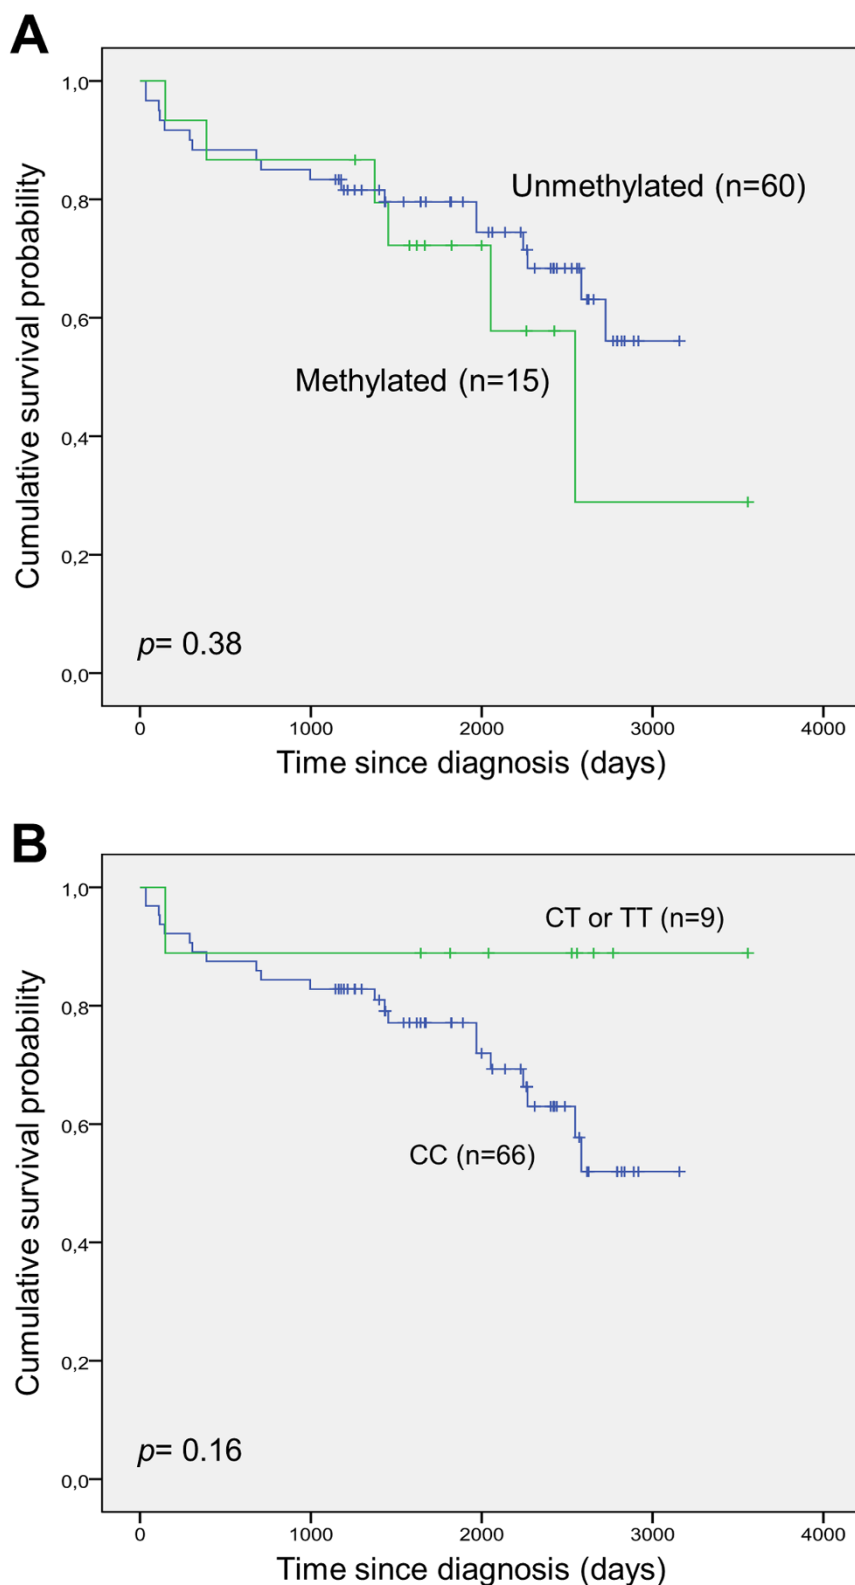 A
Cumulative survival probability
1,0
0,8
0,6
0,4
0,2
0,0
Unmethylated (n=60)
Methylated (n=15)
p= 0.38
0 1000 2000 3000 4000
Time since diagnosis (days)
B
Cumulative survival probability
1,0
0,8
0,6
0,4
0,2
0,0
CT or TT (n=9)
CC (n=66)
p= 0.16
0 1000 2000 3000 4000
Time since diagnosis (days)